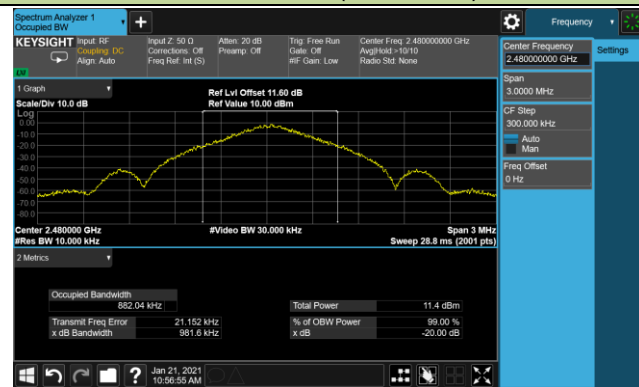 Spectrum Analyzer 1
Occupied BW
+
Frequency
KEYSIGHT
Input: RF
Coupling: DC
Align: Auto
Input Z: 50 Ω
Corrections: Off
Freq Ref: Int (S)
Atten: 20 dB
Preamp: Off
Trig: Free Run
Gate: Off
#IF Gain: Low
Center Freq: 2.480000000 GHz
Avg|Hold:>10/10
Radio Std: None
Center Frequency
2.480000000 GHz
Settings
Span
3.0000 MHz
CF Step
300.000 kHz
Auto
Man
Freq Offset
0 Hz
1 Graph
Scale/Div 10.0 dB
Ref Lvl Offset 11.60 dB
Ref Value 10.00 dBm
Log
0.00
-10.0
-20.0
-30.0
-40.0
-50.0
-60.0
-70.0
-80.0
Center 2.480000 GHz
#Res BW 10.000 kHz
#Video BW 30.000 kHz
Span 3 MHz
Sweep 28.8 ms (2001 pts)
2 Metrics
Occupied Bandwidth
882.04 kHz
Total Power 11.4 dBm
Transmit Freq Error 21.152 kHz
% of OBW Power 99.00 %
x dB Bandwidth 981.6 kHz
x dB -20.00 dB
?
Jan 21, 2021
10:56:55 AM